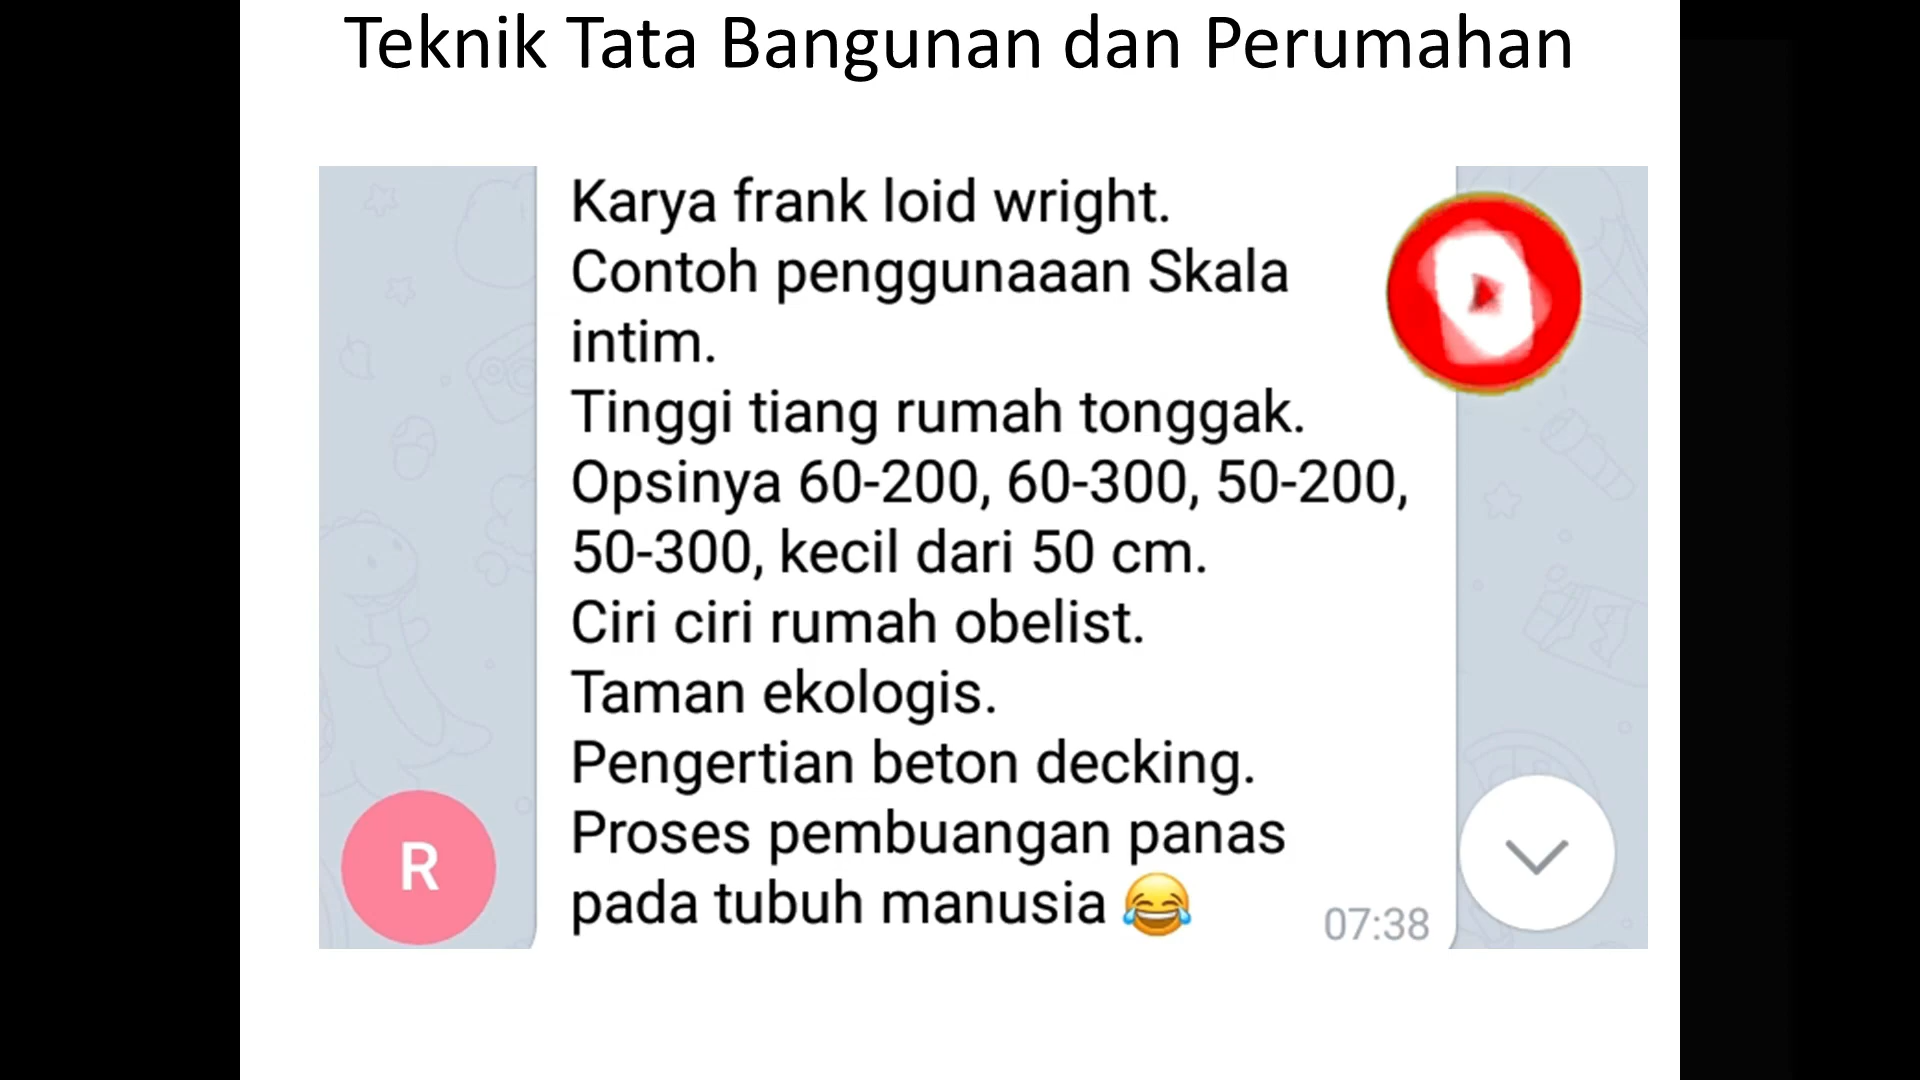 Teknik Tata Bangunan dan Perumahan
Karya frank loid wright.
Contoh penggunaaan Skala
intim.
Tinggi tiang rumah tonggak.
Opsinya 60-200, 60-300, 50-200,
50-300, kecil dari 50 cm.
Ciri ciri rumah obelist.
Taman ekologis.
Pengertian beton decking.
Proses pembuangan panas
pada tubuh manusia 😂
07:38
R